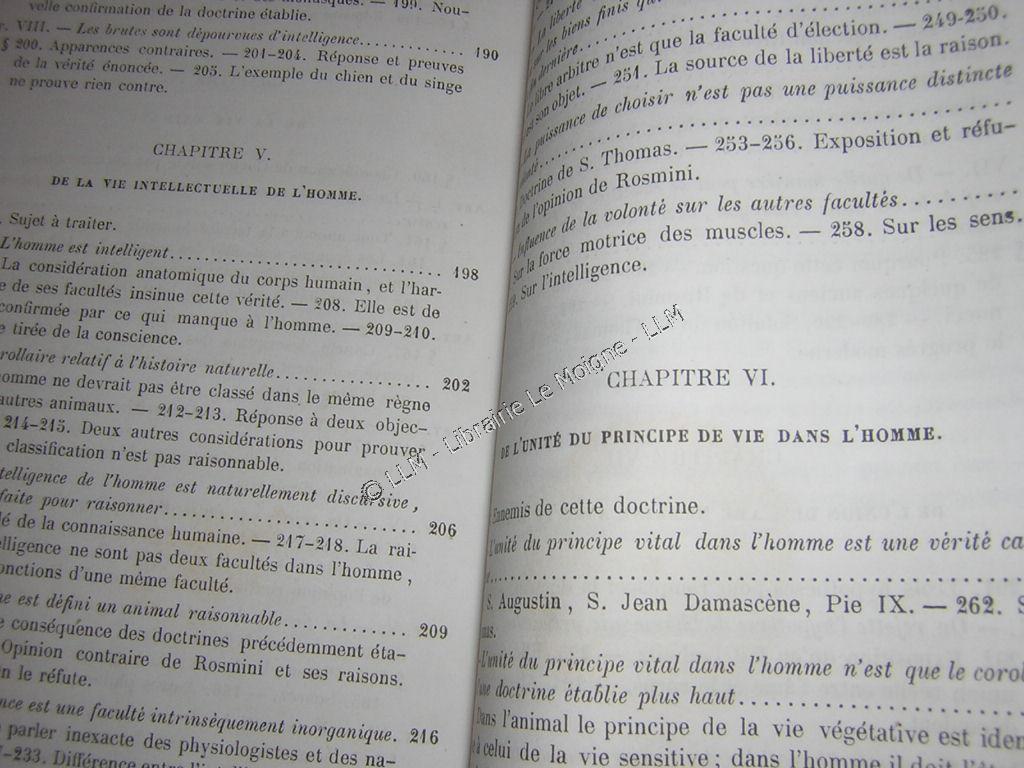 velle confirmation de la doctrine établie.
VIII. — Les brutes sont dépourvues d'intelligence............ 190
§ 200. Apparences contraires. — 201-204. Réponse et preuves
de la vérité énoncée. — 205. L'exemple du chien et du singe
ne prouve rien contre.
CHAPITRE V.
DE LA VIE INTELLECTUELLE DE L'HOMME.
Sujet à traiter.
L'homme est intelligent.............................. 198
La considération anatomique du corps humain, et l'har-
de ses facultés insinue cette vérité. — 208. Elle est de
confirmée par ce qui manque à l'homme. — 209-210.
tirée de la conscience.
relatif à l'histoire naturelle.................. 202
ne devrait pas être classé dans le même règne
autres animaux. — 212-213. Réponse à deux objec-
214-215. Deux autres considérations pour prouver
classification n'est pas raisonnable.
de l'homme est naturellement discursive,
faite pour raisonner.......................... 206
de la connaissance humaine. — 217-218. La rai-
ne sont pas deux facultés dans l'homme,
d'une même faculté.
est défini un animal raisonnable.............. 209
conséquence des doctrines précédemment éta-
Opinion contraire de Rosmini et ses raisons.
le réfute.
est une faculté intrinsèquement inorganique. 216
parler inexacte des physiologistes et des na-
-233. Différence entre
liberté
les biens finis
dernière
libre arbitre n'est que la faculté d'élection. — 249-250.
son objet. — 251. La source de la liberté est la raison.
puissance de choisir n'est pas une puissance distincte
de S. Thomas. — 253-256. Exposition et réfu-
de l'opinion de Rosmini.
Influence de la volonté sur les autres facultés..........
Sur la force motrice des muscles. — 258. Sur les sens.
Sur l'intelligence.
CHAPITRE VI.
DE L'UNITÉ DU PRINCIPE DE VIE DANS L'HOMME.
Ennemis de cette doctrine.
L'unité du principe vital dans l'homme est une vérité ca
S. Augustin, S. Jean Damascène, Pie IX. — 262. S
mas.
L'unité du principe vital dans l'homme n'est que le corol
doctrine établie plus haut....................
Dans l'animal le principe de la vie végétative est iden
à celui de la vie sensitive; dans l'homme il doit l'êt
© LLM - Librairie Le Moigne - LLM